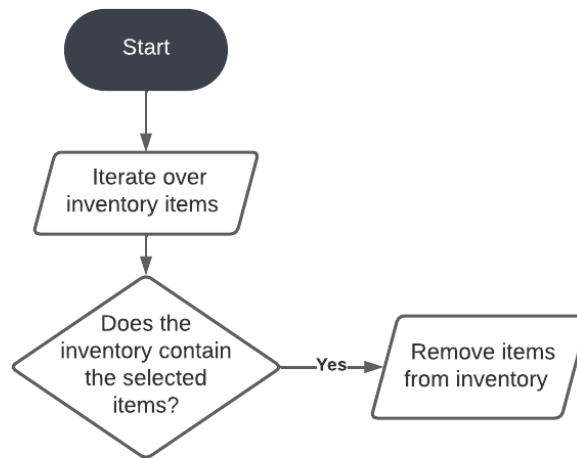 Start
Iterate over
inventory items
Does the
inventory contain
the selected
items?
Yes
Remove items
from inventory